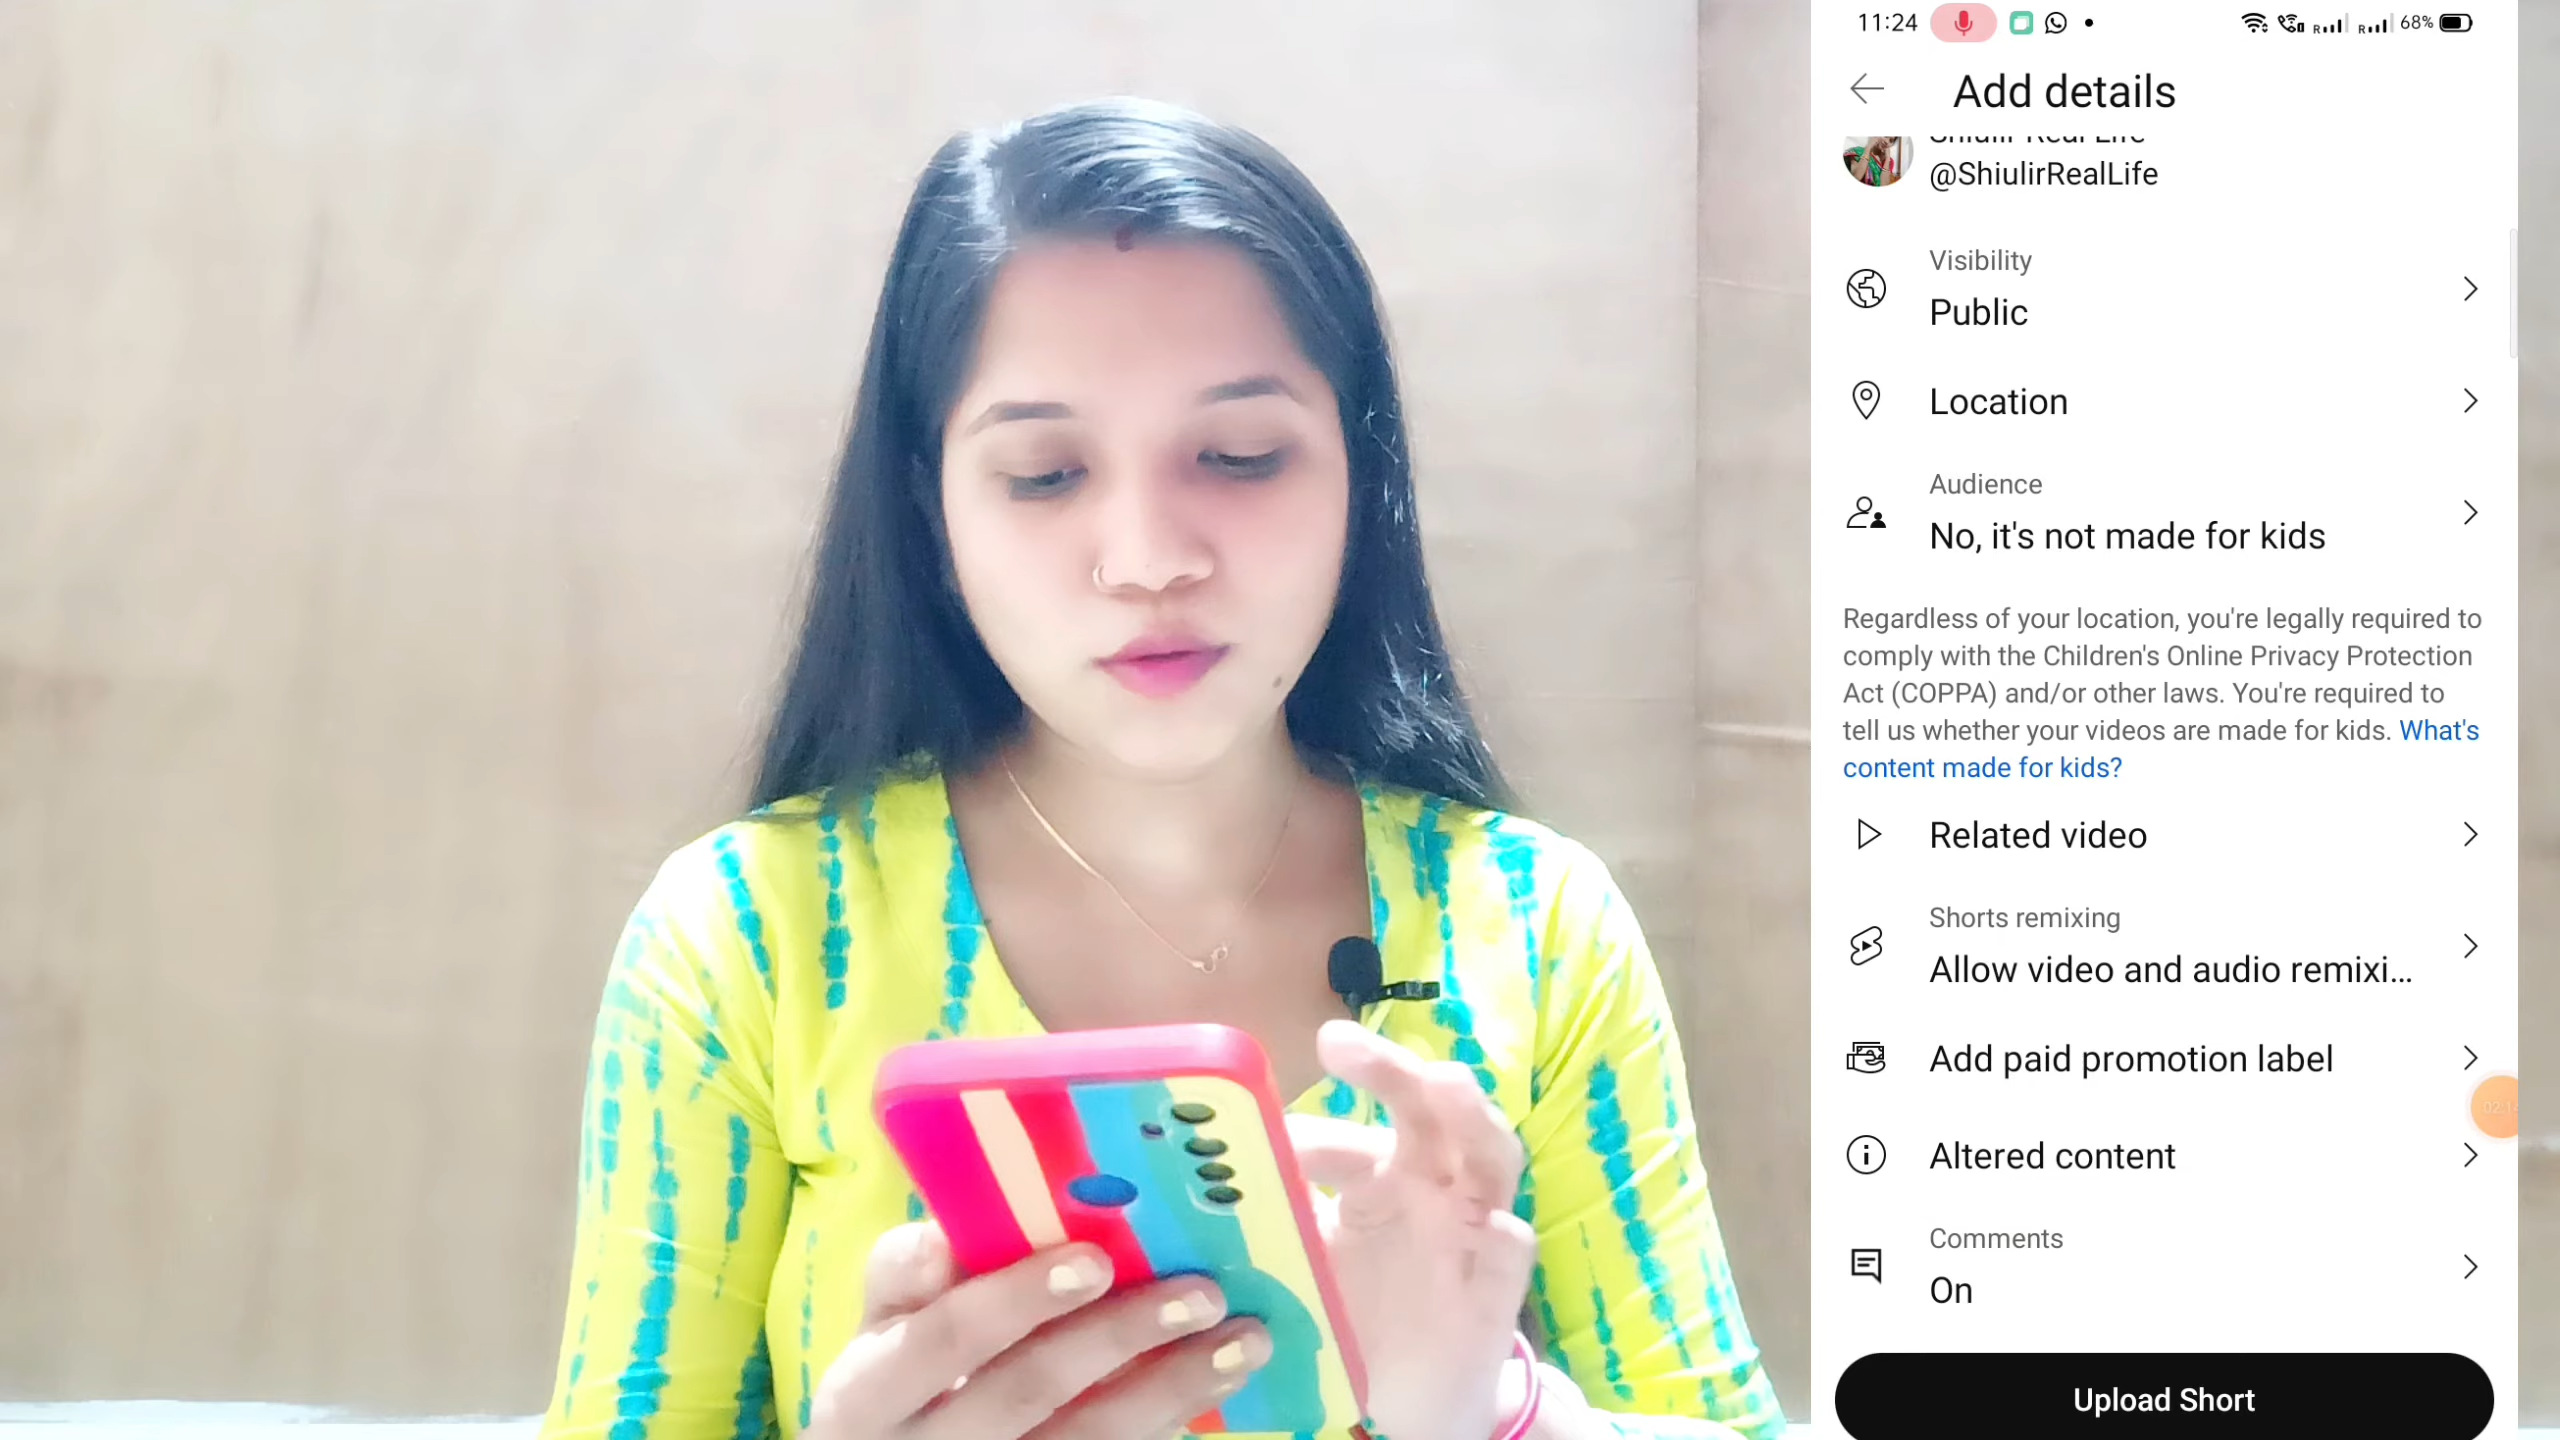 11:24
68%
Add details
Shiulir Real Life
@ShiulirRealLife
Visibility
Public
Location
Audience
No, it's not made for kids
Regardless of your location, you're legally required to
comply with the Children's Online Privacy Protection
Act (COPPA) and/or other laws. You're required to
tell us whether your videos are made for kids. What's
content made for kids?
Related video
Shorts remixing
Allow video and audio remixi...
Add paid promotion label
Altered content
Comments
On
Upload Short